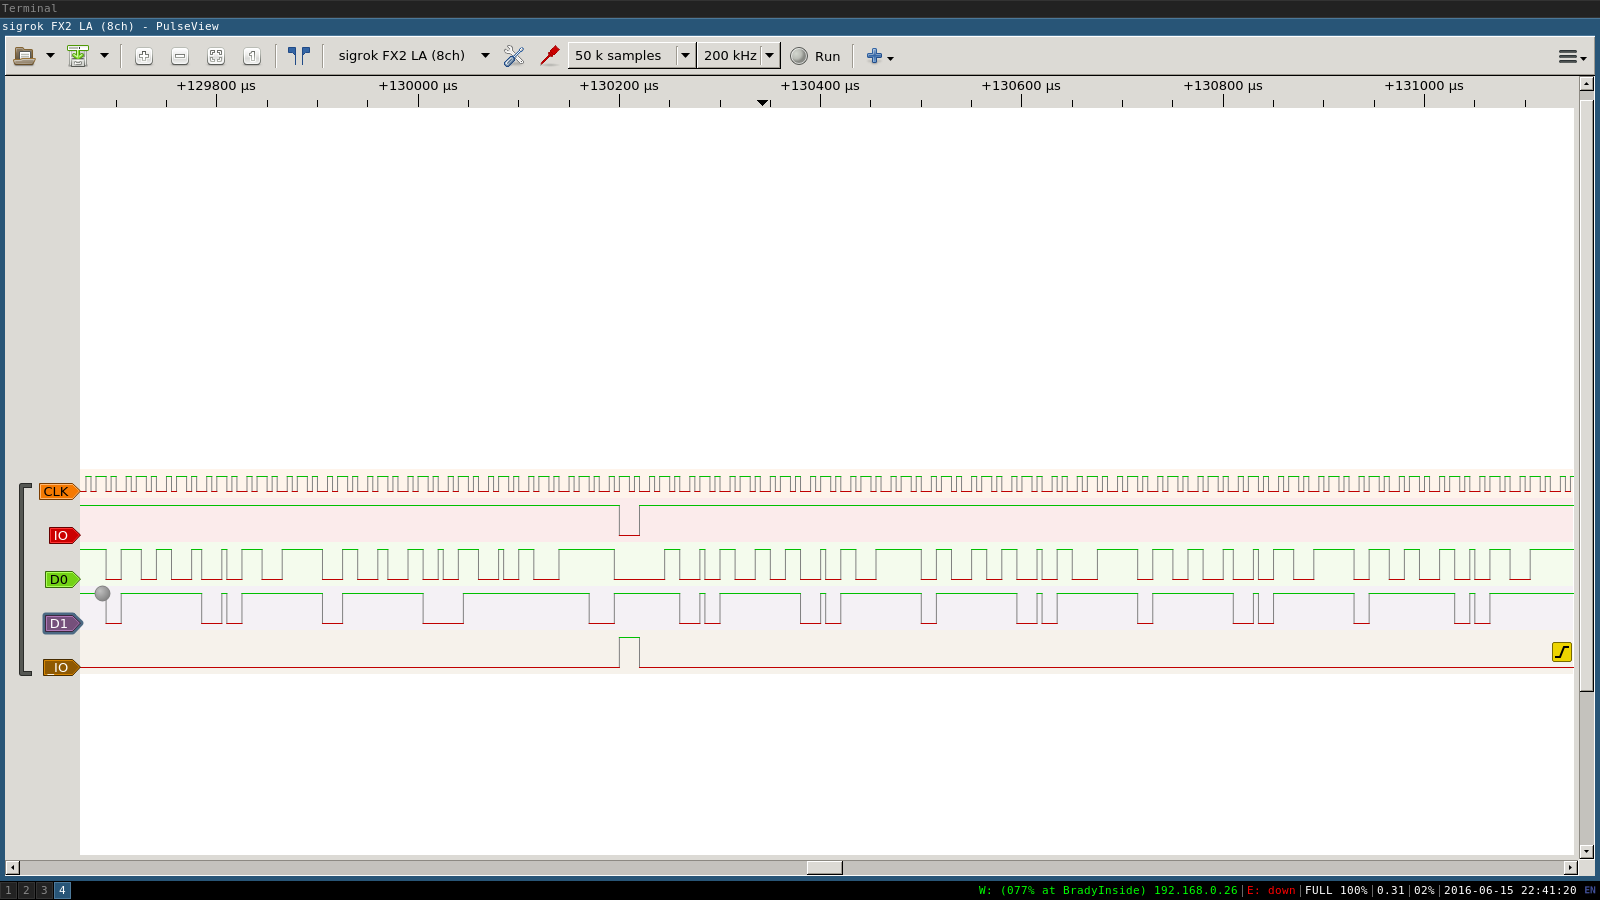 Terminal
sigrok FX2 LA (8ch) - PulseView
sigrok FX2 LA (8ch) 50 k samples 200 kHz Run
+129800 µs +130000 µs +130200 µs +130400 µs +130600 µs +130800 µs +131000 µs
CLK
IO
D0
D1
_IO
1 2 3 4 W: (077% at BradyInside) 192.168.0.26|E: down|FULL 100%|0.31|02%|2016-06-15 22:41:20 EN